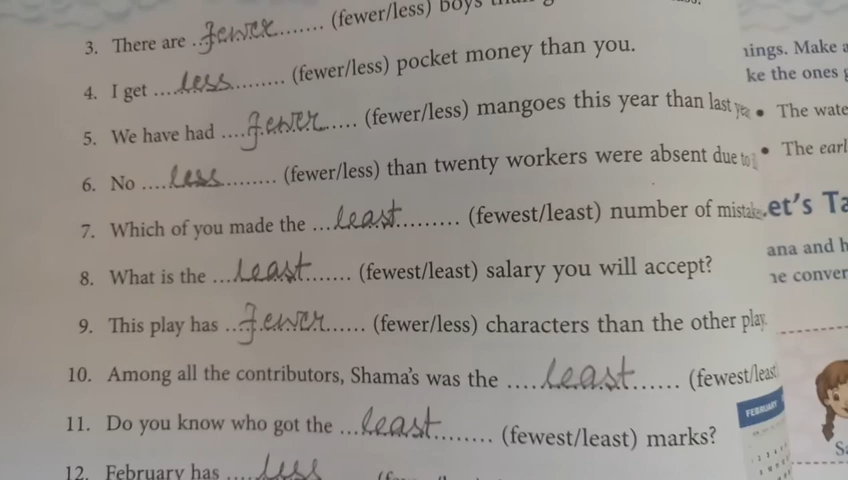 3. There are ..fewer....... (fewer/less) boys
4. I get ....less......... (fewer/less) pocket money than you.
5. We have had ....fewer..... (fewer/less) mangoes this year than last
6. No ....less......... (fewer/less) than twenty workers were absent due to
7. Which of you made the ...least.......... (fewest/least) number of
8. What is the ...least....... (fewest/least) salary you will accept?
9. This play has ..fewer...... (fewer/less) characters than the other play.
10. Among all the contributors, Shama's was the ....least...... (fewest/least
11. Do you know who got the ...least......... (fewest/least) marks?
12. February has ....less
ings. Make a
ke the ones
• The wate
• The earl
et's Ta
ana and h
ne conver
FEBRUARY